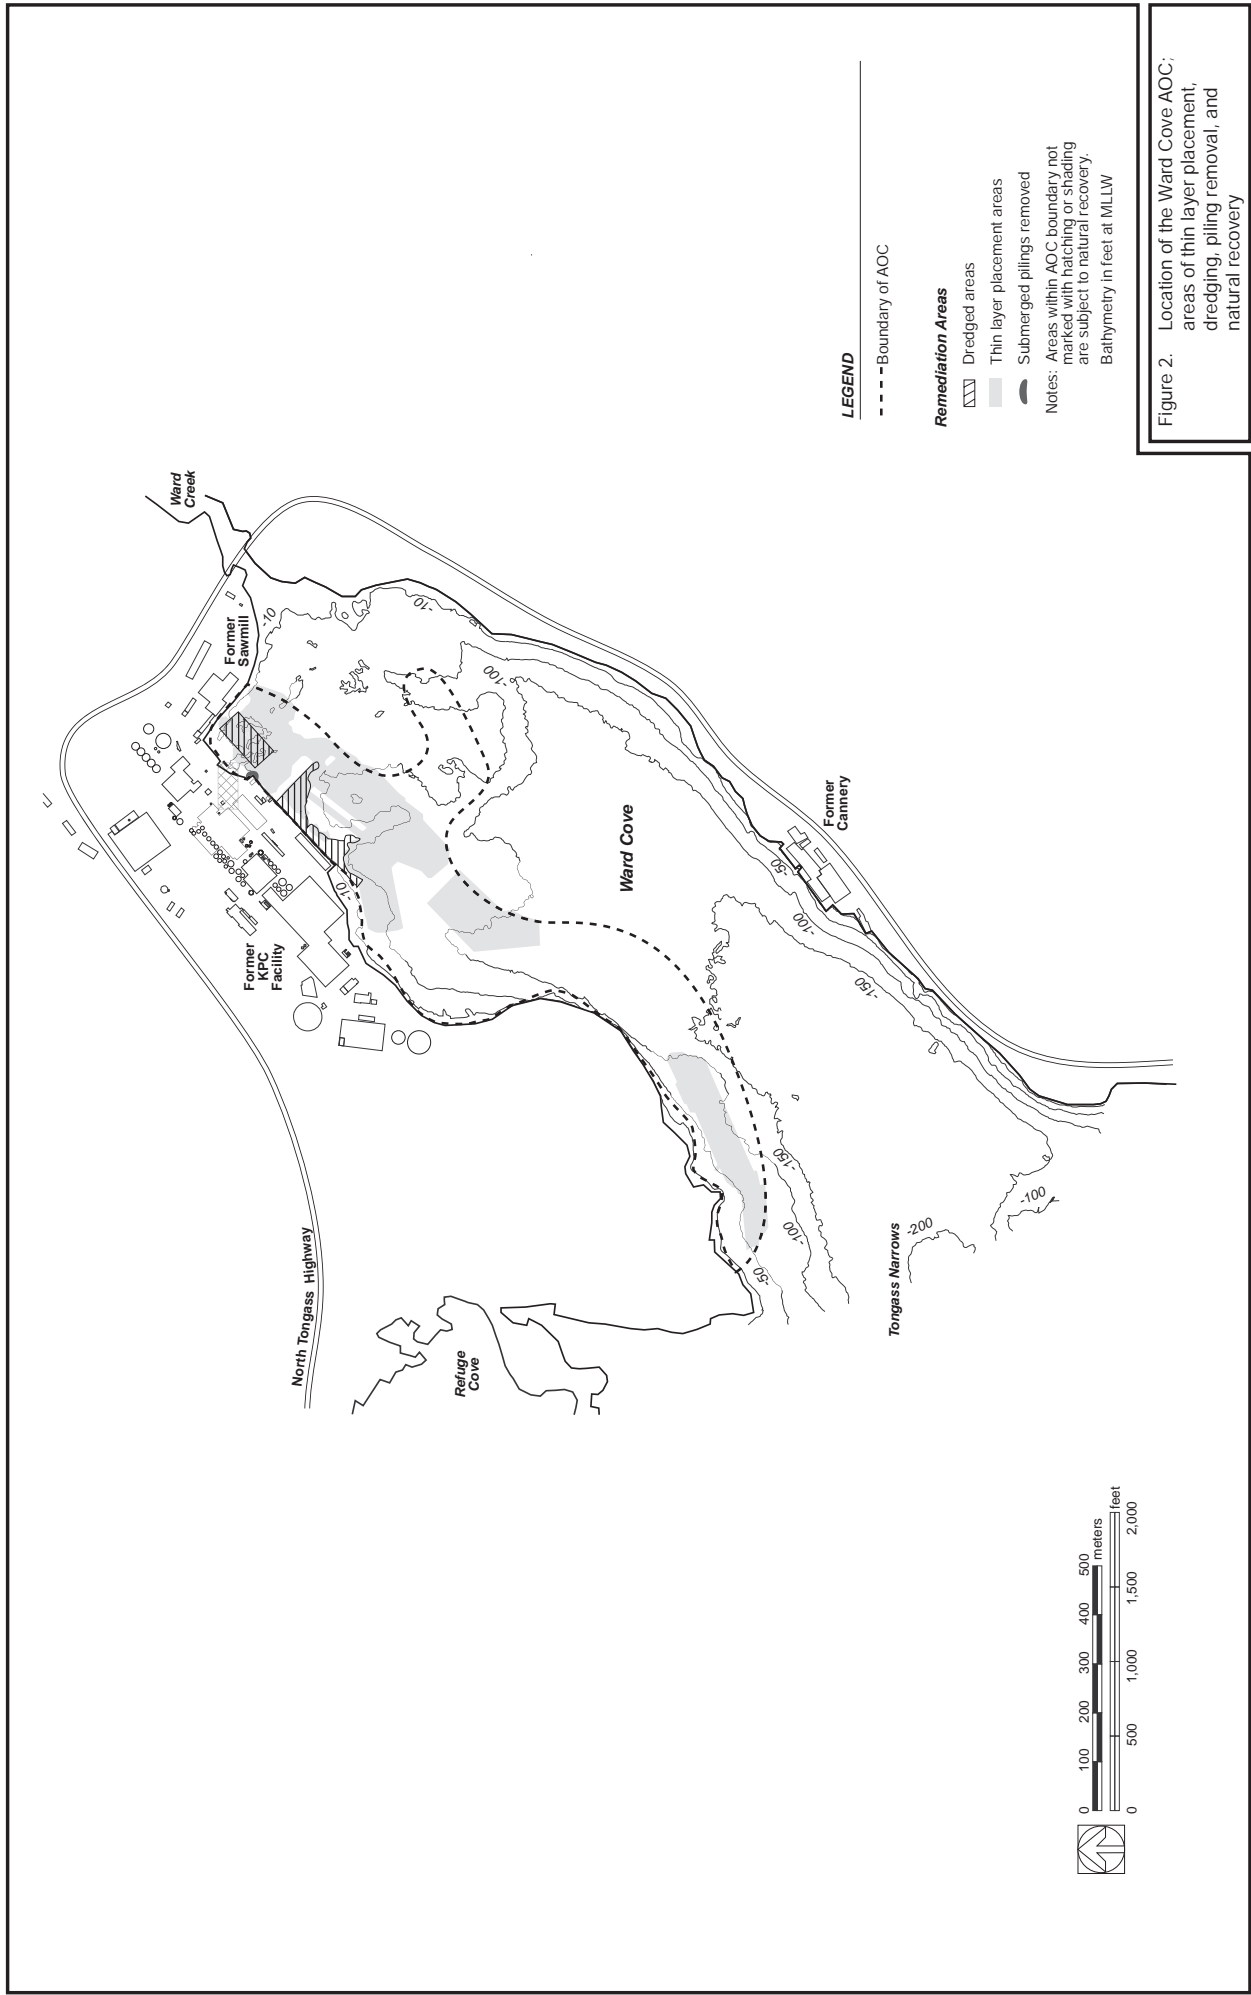 North Tongass Highway
Refuge
Cove
Former
KPC
Facility
Former
Sawmill
Ward
Creek
-10
-10
-10
-100
Ward Cove
Former
Cannery
-50
-100
-150
-150
-100
-50
Tongass Narrows
-200
-100
LEGEND
Boundary of AOC
Remediation Areas
Dredged areas
Thin layer placement areas
Submerged pilings removed
Notes: Areas within AOC boundary not
marked with hatching or shading
are subject to natural recovery.
Bathymetry in feet at MLLW
0 100 200 300 400 500
meters
feet
0 500 1,000 1,500 2,000
Figure 2. Location of the Ward Cove AOC;
areas of thin layer placement,
dredging, piling removal, and
natural recovery